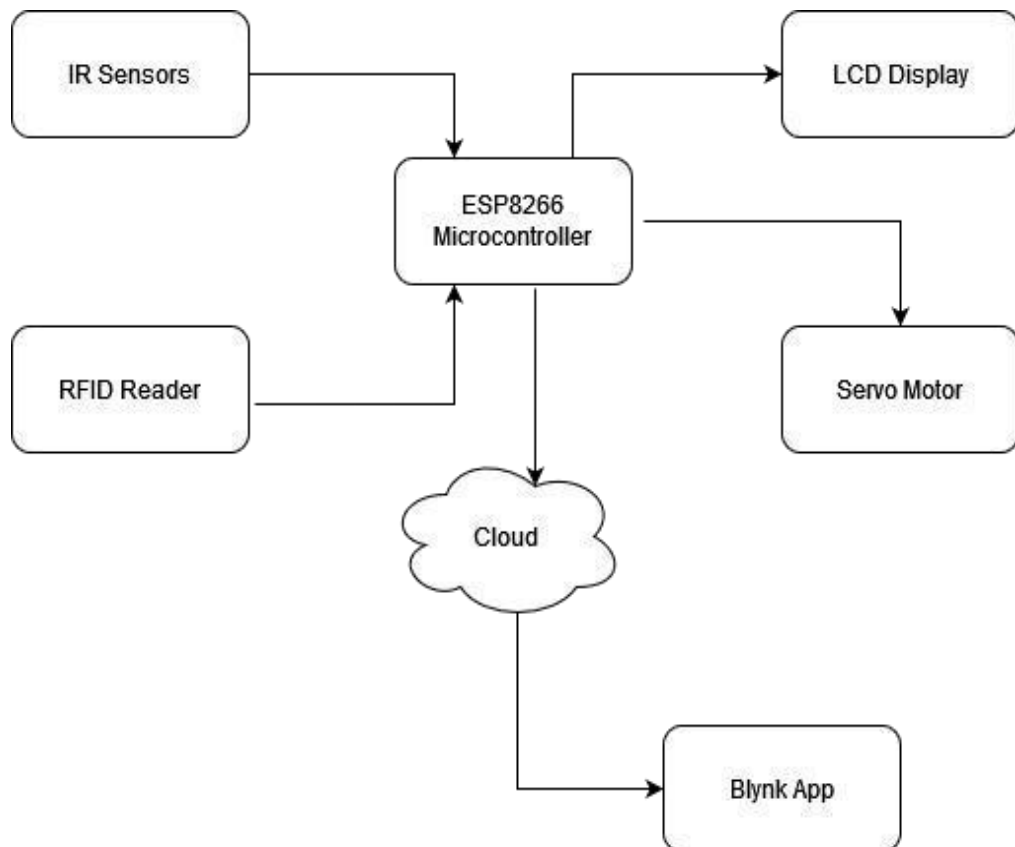 IR Sensors
LCD Display
ESP8266
Microcontroller
RFID Reader
Servo Motor
Cloud
Blynk App